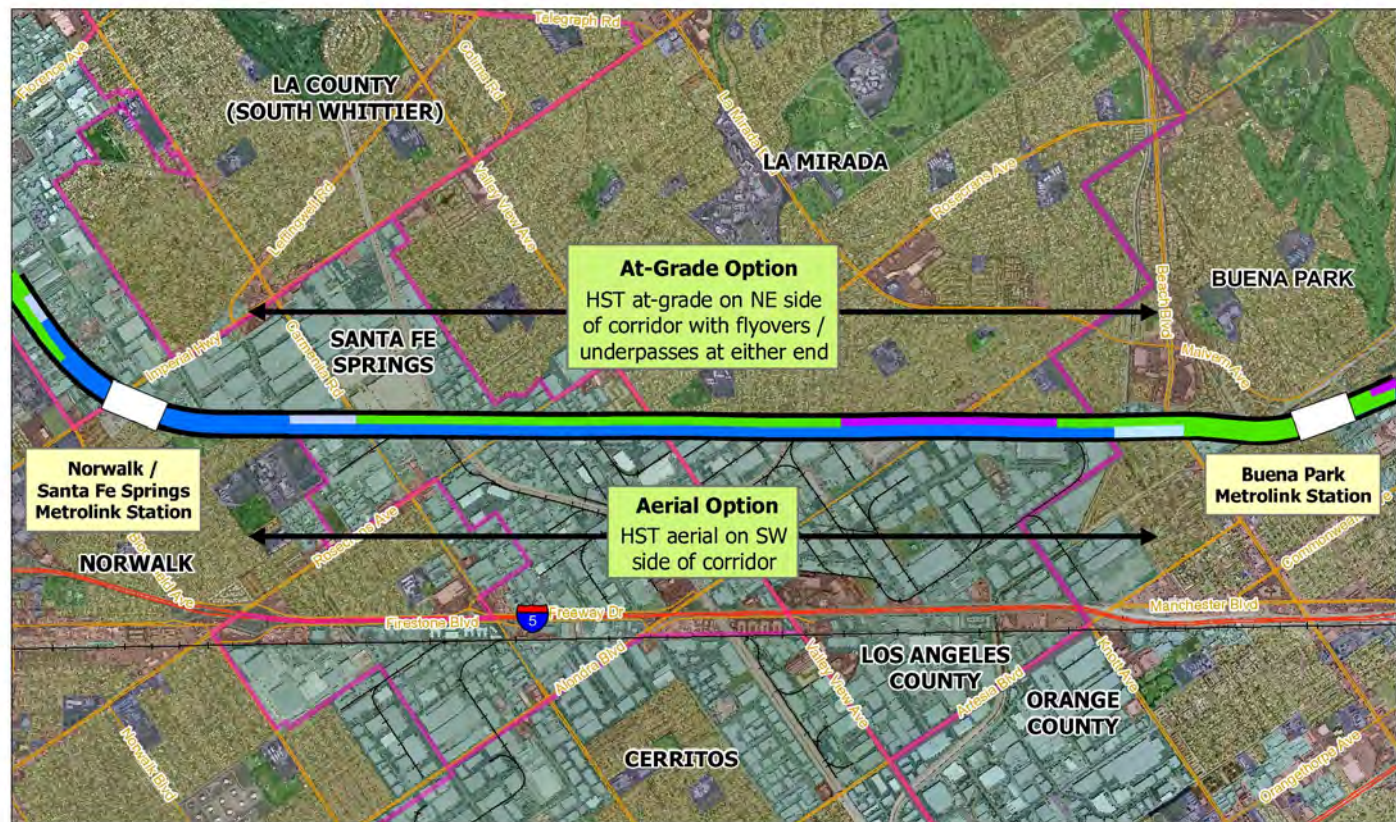 Telegraph Rd
Florence Ave
Colima Rd
LA COUNTY
(SOUTH WHITTIER)
La Mirada
LA MIRADA
Valley View Ave
Leffingwell Rd
Rosecrans Ave
At-Grade Option
HST at-grade on NE side
of corridor with flyovers /
underpasses at either end
Beach Blvd
BUENA PARK
Imperial Hwy
Carmenita Rd
SANTA FE
SPRINGS
Malvern Ave
Norwalk /
Santa Fe Springs
Metrolink Station
Buena Park
Metrolink Station
Aerial Option
HST aerial on SW
side of corridor
Rosecrans Ave
NORWALK
Firestone Blvd
5
Freeway Dr
Manchester Blvd
Alondra Blvd
Valley View Ave
LOS ANGELES
COUNTY
Artesia Blvd
Knott Ave
ORANGE
COUNTY
CERRITOS
Norwalk Blvd
Orangethorpe Ave